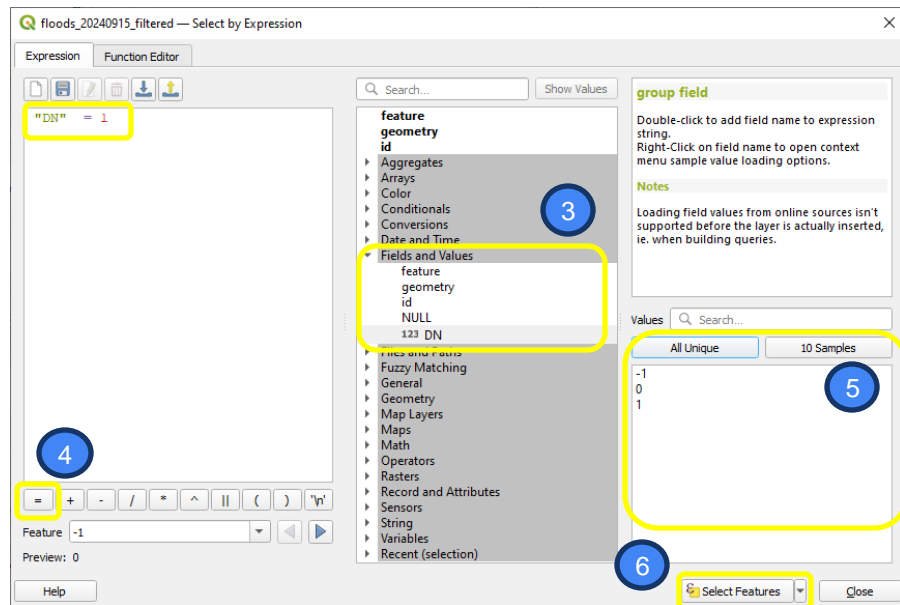 floods_20240915_filtered — Select by Expression
Expression
Function Editor
"DN" = 1
Search...
Show Values
feature
geometry
id
Aggregates
Arrays
Color
Conditionals
Conversions
Date and Time
Fields and Values
feature
geometry
id
NULL
123 DN
Files and Paths
Fuzzy Matching
General
Geometry
Map Layers
Maps
Math
Operators
Rasters
Record and Attributes
Sensors
String
Variables
Recent (selection)
3
group field
Double-click to add field name to expression
string.
Right-Click on field name to open context
menu sample value loading options.
Notes
Loading field values from online sources isn't
supported before the layer is actually inserted,
ie. when building queries.
Values
Search...
All Unique
10 Samples
-1
0
1
5
4
= + - / * ^ || ( ) '\n'
Feature -1
Preview: 0
6
Help
Select Features
Close